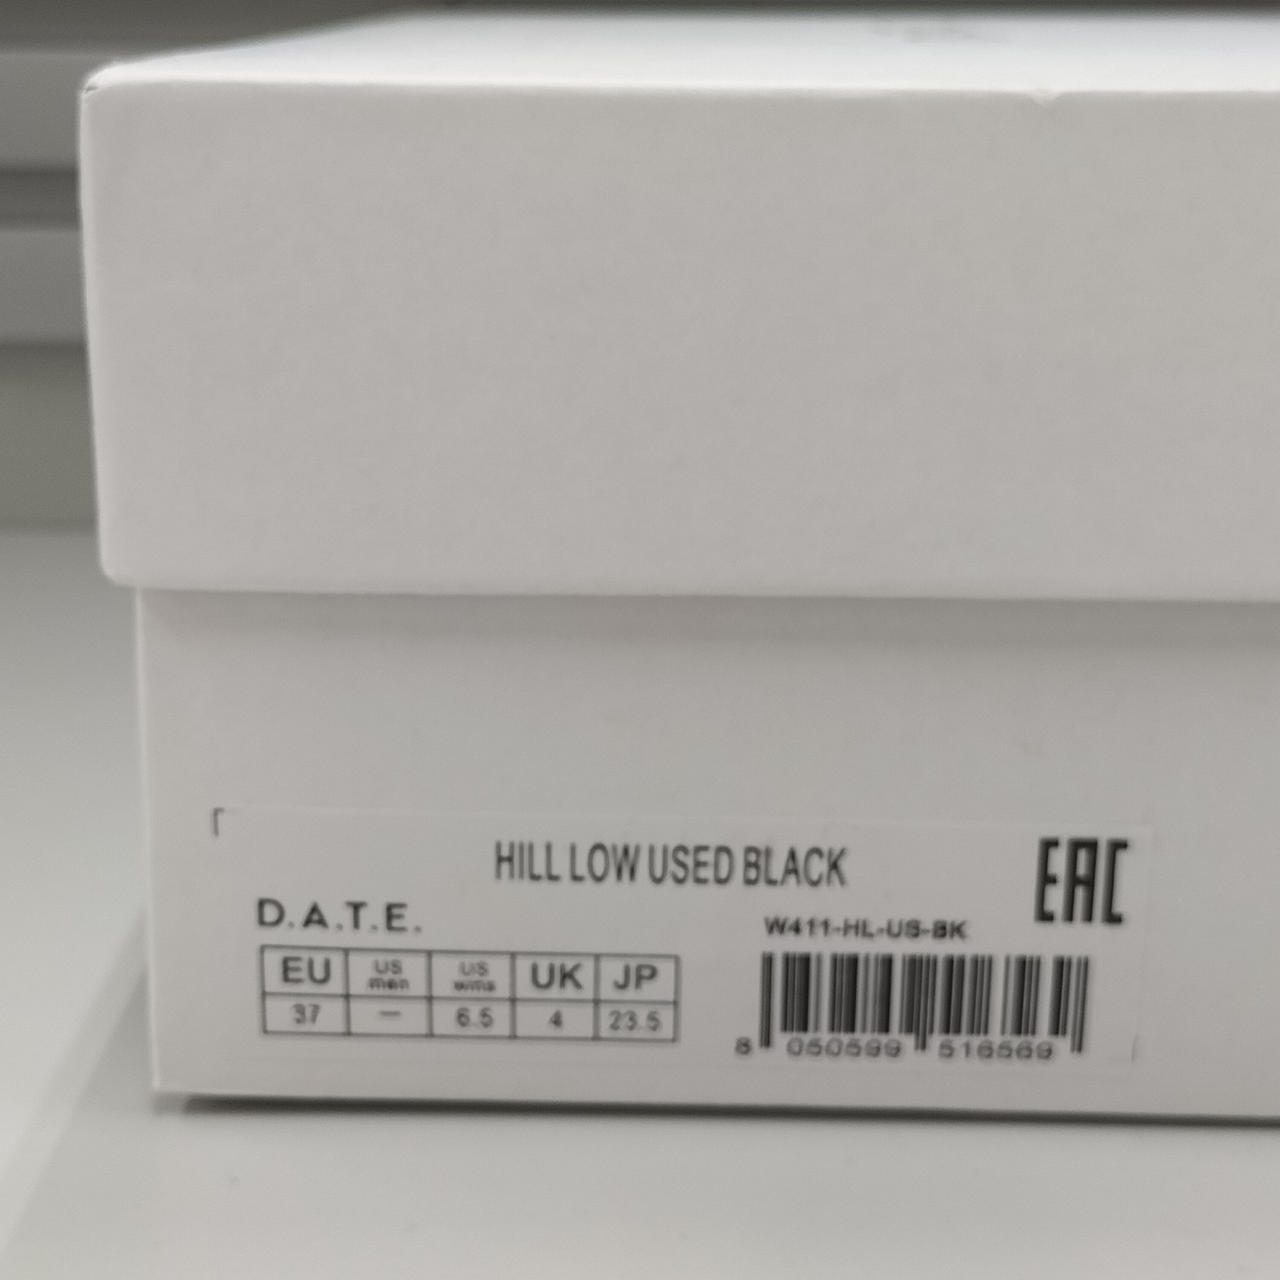 HILL LOW USED BLACK
EAC
D.A.T.E.
W411-HL-US-BK
EU US men US wms UK JP
37 — 6.5 4 23.5
8 050599 516569